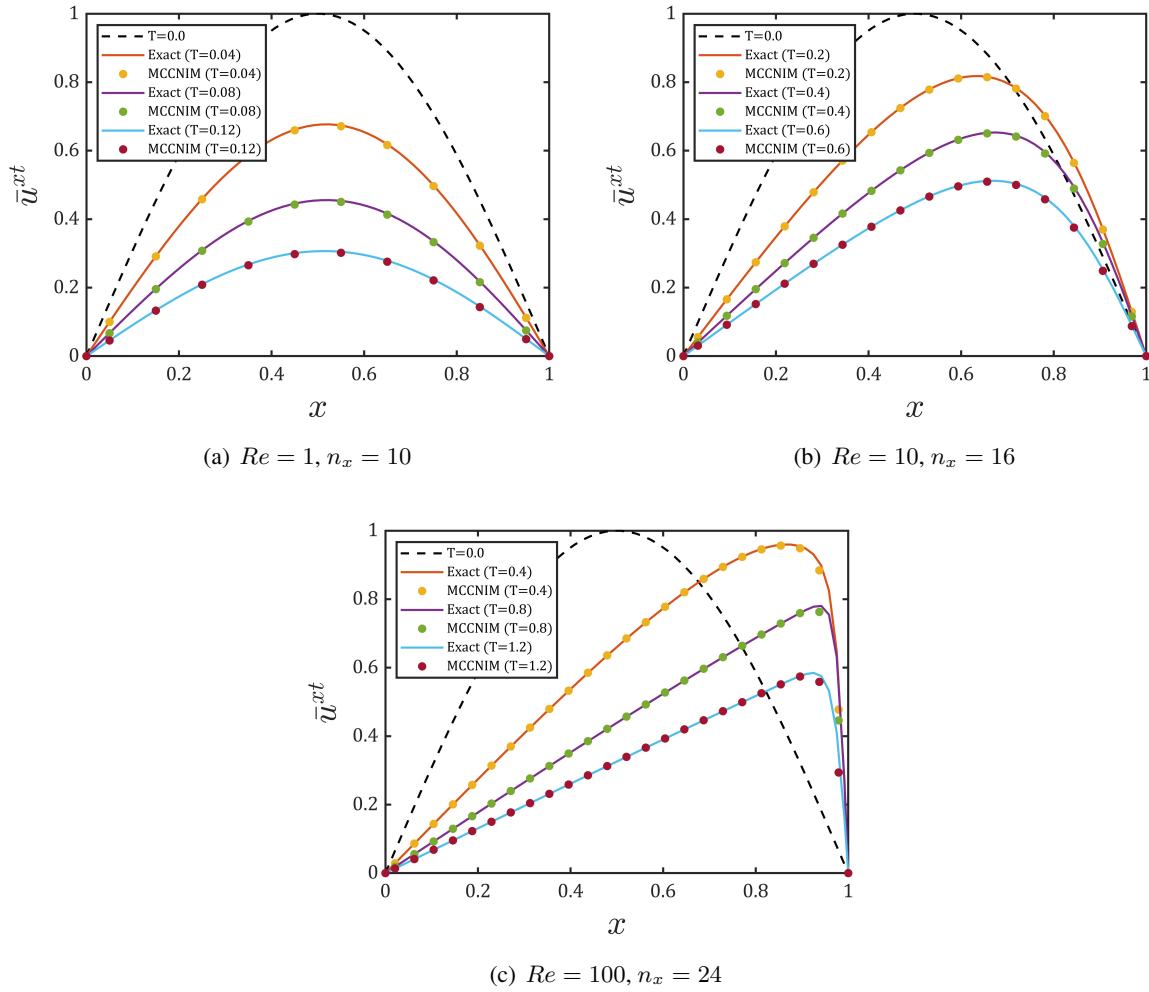 1
0.8
0.6
0.4
0.2
0
T=0.0
Exact (T=0.04)
MCCNIM (T=0.04)
Exact (T=0.08)
MCCNIM (T=0.08)
Exact (T=0.12)
MCCNIM (T=0.12)
ū^{xt}
0 0.2 0.4 0.6 0.8 1
x
(a) Re = 1, n_x = 10
1
0.8
0.6
0.4
0.2
0
T=0.0
Exact (T=0.2)
MCCNIM (T=0.2)
Exact (T=0.4)
MCCNIM (T=0.4)
Exact (T=0.6)
MCCNIM (T=0.6)
ū^{xt}
0 0.2 0.4 0.6 0.8 1
x
(b) Re = 10, n_x = 16
1
0.8
0.6
0.4
0.2
0
T=0.0
Exact (T=0.4)
MCCNIM (T=0.4)
Exact (T=0.8)
MCCNIM (T=0.8)
Exact (T=1.2)
MCCNIM (T=1.2)
ū^{xt}
0 0.2 0.4 0.6 0.8 1
x
(c) Re = 100, n_x = 24